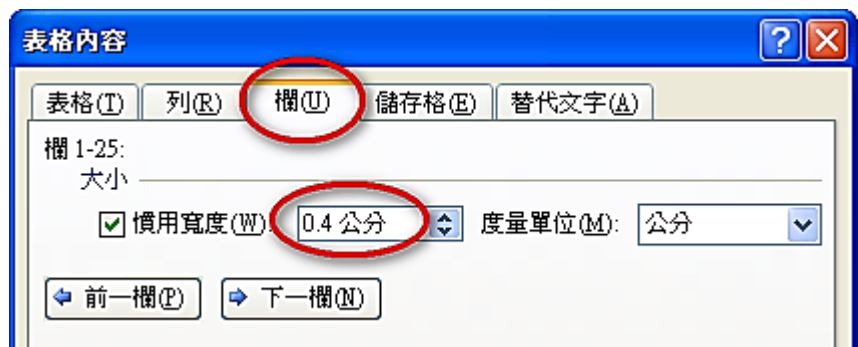 表格內容
表格(T) 列(R) 欄(U) 儲存格(E) 替代文字(A)
欄 1-25:
大小
慣用寬度(W): 0.4 公分 度量單位(M): 公分
前一欄(P) 下一欄(N)